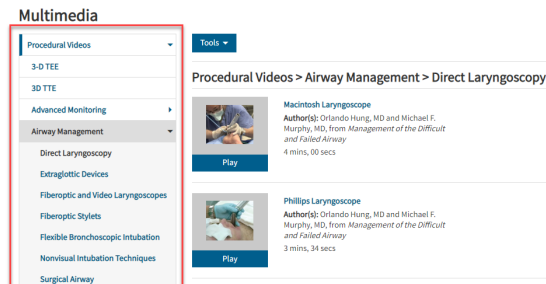 Multimedia
Procedural Videos
3-D TEE
3D TTE
Advanced Monitoring
Airway Management
Direct Laryngoscopy
Extraglottic Devices
Fiberoptic and Video Laryngoscopes
Fiberoptic Stylets
Flexible Bronchoscopic Intubation
Nonvisual Intubation Techniques
Surgical Airway
Tools
Procedural Videos > Airway Management > Direct Laryngoscopy
Macintosh Laryngoscope
Author(s): Orlando Hung, MD and Michael F.
Murphy, MD, from Management of the Difficult
and Failed Airway
4 mins, 00 secs
Play
Phillips Laryngoscope
Author(s): Orlando Hung, MD and Michael F.
Murphy, MD, from Management of the Difficult
and Failed Airway
3 mins, 34 secs
Play